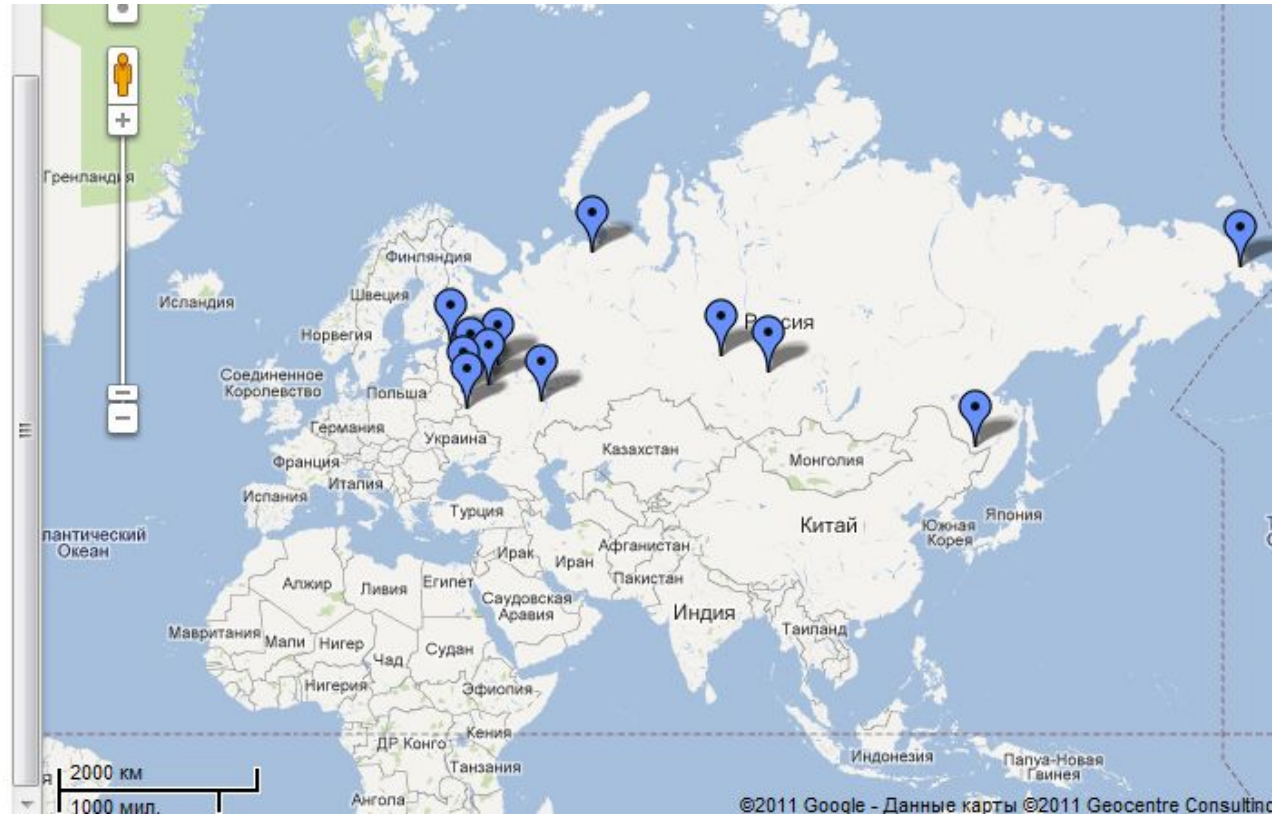 Гренландия
Финляндия
Исландия
Швеция
Норвегия
Россия
Соединенное
Королевство
Польша
Германия
Украина
Казахстан
Монголия
Франция
Италия
Испания
Турция
Китай
Южная
Корея
Япония
лантический
Океан
Ирак
Иран
Афганистан
Пакистан
Алжир
Ливия
Египет
Саудовская
Аравия
Индия
Таиланд
Мавритания
Мали
Нигер
Чад
Судан
Нигерия
Эфиопия
ДР Конго
Кения
Танзания
Индонезия
Папуа-Новая
Гвинея
Ангола
2000 км
1000 мил.
©2011 Google - Данные карты ©2011 Geocentre Consulting